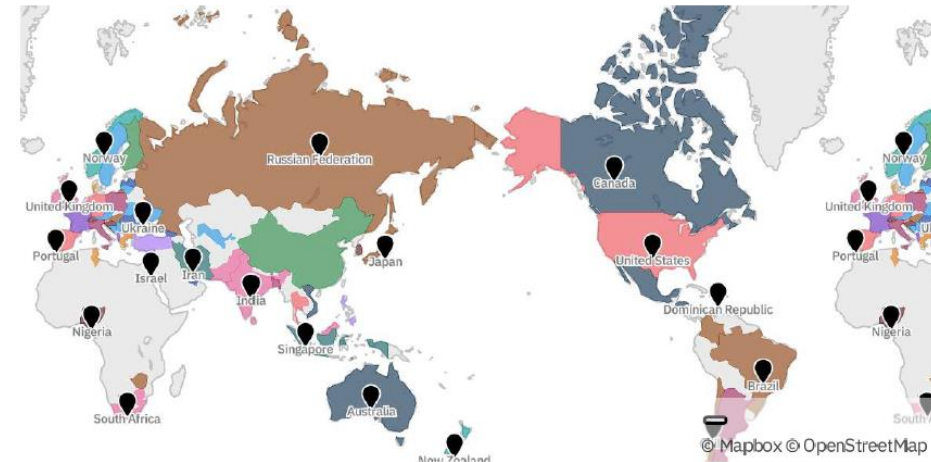 Norway
Russian Federation
Canada
Norway
United Kingdom
Ukraine
United Kingdom
Portugal
Israel
Iran
Japan
United States
Portugal
India
Dominican Republic
Nigeria
Singapore
Nigeria
Brazil
South Africa
Australia
New Zealand
© Mapbox © OpenStreetMap